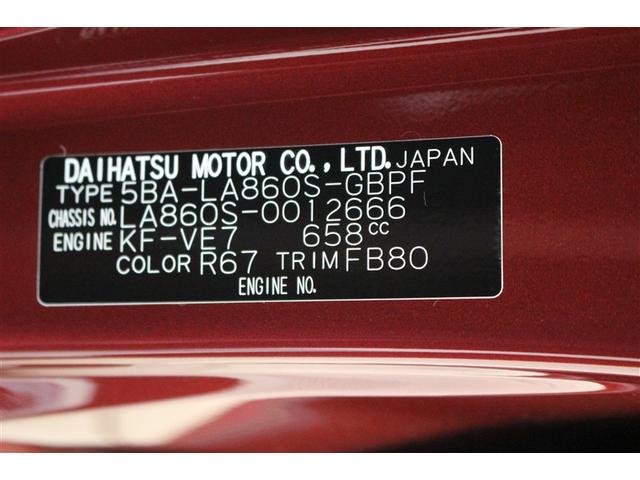 DAIHATSU MOTOR CO.,LTD. JAPAN
TYPE 5BA-LA860S-GBPF
CHASSIS NO. LA860S-0012666
ENGINE KF-VE7 658cc
COLOR R67 TRIM FB80
ENGINE NO.